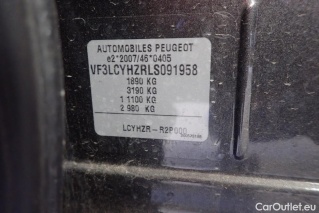 AUTOMOBILES PEUGEOT
e2*2007/46*0405
VF3LCYHZRLS091958
1890 KG
3190 KG
1 1100 KG
2 980 KG
LCYHZR-R2P000
© CarOutlet.eu